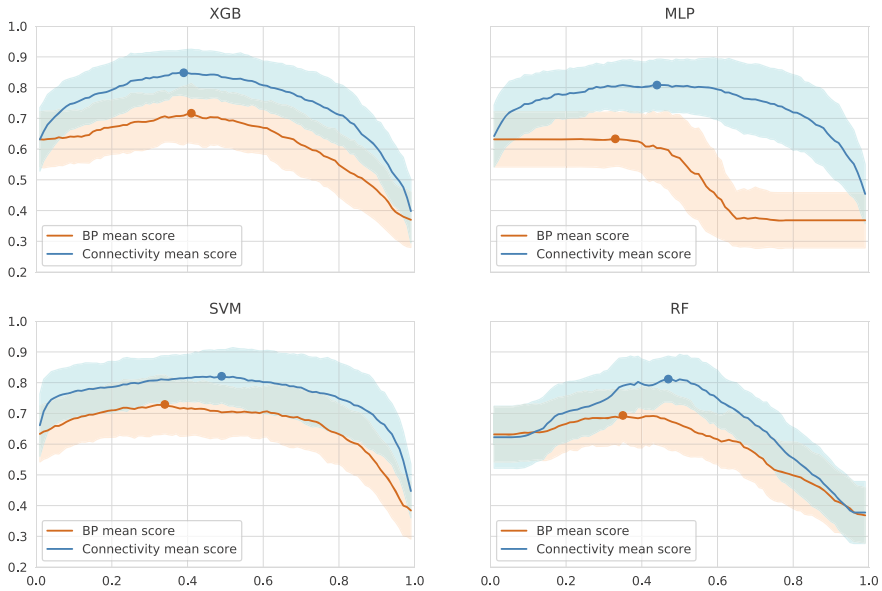 XGB
MLP
1.0
0.9
0.8
0.7
0.6
0.5
0.4
0.3
0.2
BP mean score
Connectivity mean score
BP mean score
Connectivity mean score
SVM
RF
1.0
0.9
0.8
0.7
0.6
0.5
0.4
0.3
0.2
BP mean score
Connectivity mean score
BP mean score
Connectivity mean score
0.0 0.2 0.4 0.6 0.8 1.0
0.0 0.2 0.4 0.6 0.8 1.0